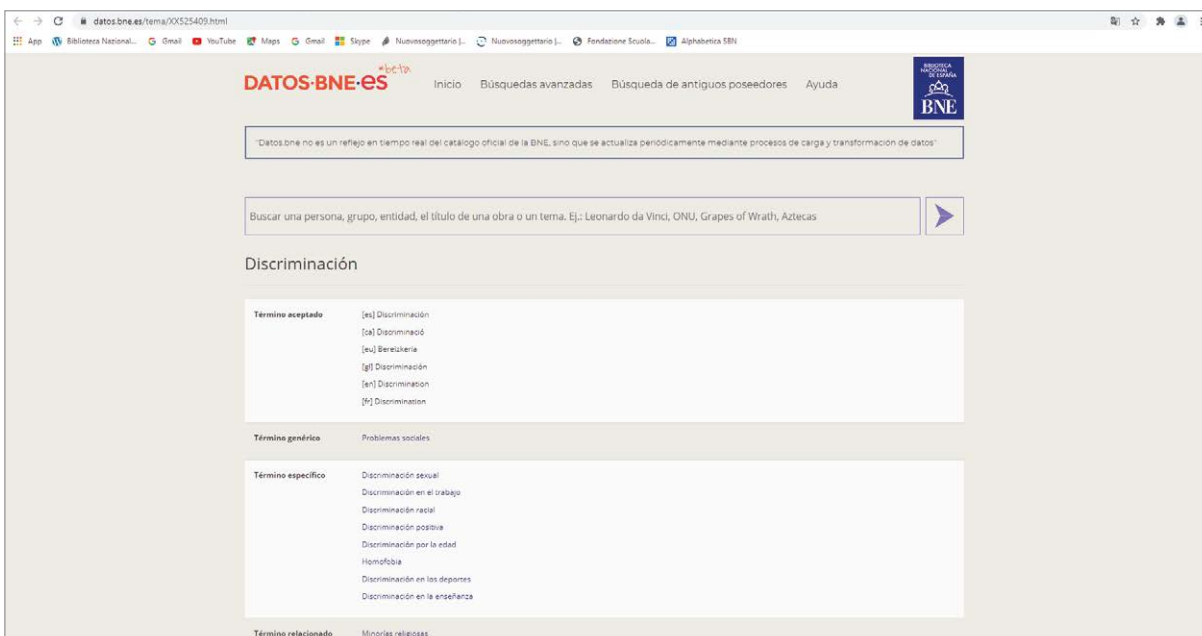 datos.bne.es/tema/XX525409.html
App Biblioteca Nazional... Gmail YouTube Maps Gmail Skype Nuovosoggettario |... Nuovosoggettario |... Fondazione Scuola... Alphabetica SBN
DATOS·BNE·es *beta
Inicio Búsquedas avanzadas Búsqueda de antiguos poseedores Ayuda
BIBLIOTECA
NACIONAL
DE ESPAÑA
BNE
"Datos.bne no es un reflejo en tiempo real del catálogo oficial de la BNE, sino que se actualiza periódicamente mediante procesos de carga y transformación de datos"
Buscar una persona, grupo, entidad, el título de una obra o un tema. Ej.: Leonardo da Vinci, ONU, Grapes of Wrath, Aztecas
Discriminación
Término aceptado [es] Discriminación
[ca] Discriminació
[eu] Bereizkeria
[gl] Discriminación
[en] Discrimination
[fr] Discrimination
Término genérico Problemas sociales
Término específico Discriminación sexual
Discriminación en el trabajo
Discriminación racial
Discriminación positiva
Discriminación por la edad
Homofobia
Discriminación en los deportes
Discriminación en la enseñanza
Término relacionado Minorías religiosas